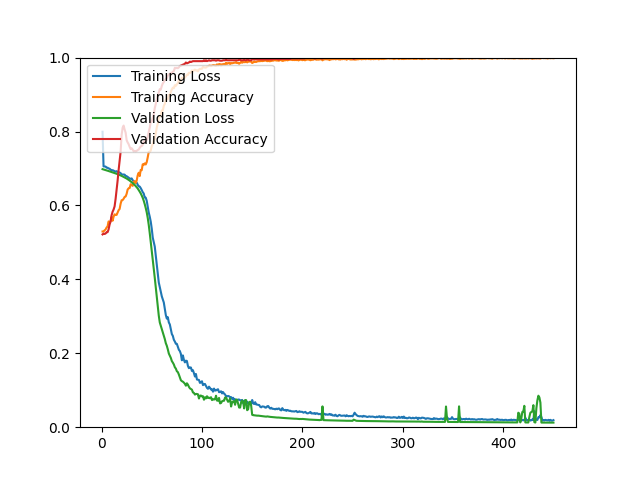 1.0
0.8
0.6
0.4
0.2
0.0
Training Loss
Training Accuracy
Validation Loss
Validation Accuracy
0 100 200 300 400